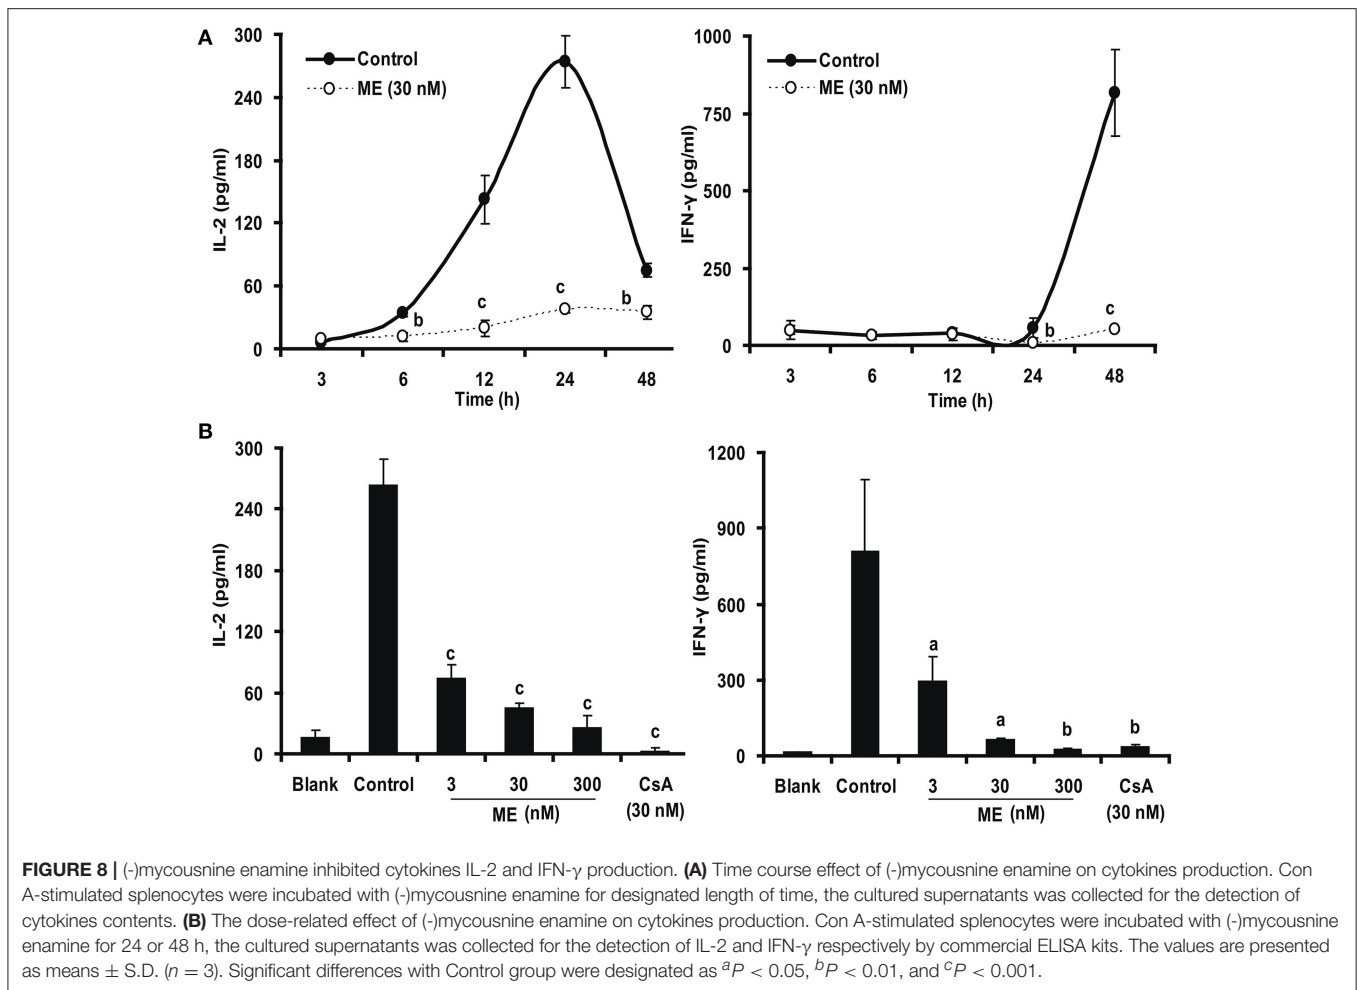 A
300
240
180
120
60
0
IL-2 (pg/ml)
Control
ME (30 nM)
b
c
c
b
3 6 12 24 48
Time (h)
1000
750
500
250
0
IFN-γ (pg/ml)
Control
ME (30 nM)
b
c
3 6 12 24 48
Time (h)
B
300
240
180
120
60
0
IL-2 (pg/ml)
c
c
c
c
Blank Control 3 30 300 CsA
ME (nM) (30 nM)
1200
900
600
300
0
IFN-γ (pg/ml)
a
a
b
b
Blank Control 3 30 300 CsA
ME (nM) (30 nM)
FIGURE 8 | (-)mycousnine enamine inhibited cytokines IL-2 and IFN-γ production. (A) Time course effect of (-)mycousnine enamine on cytokines production. Con
A-stimulated splenocytes were incubated with (-)mycousnine enamine for designated length of time, the cultured supernatants was collected for the detection of
cytokines contents. (B) The dose-related effect of (-)mycousnine enamine on cytokines production. Con A-stimulated splenocytes were incubated with (-)mycousnine
enamine for 24 or 48 h, the cultured supernatants was collected for the detection of IL-2 and IFN-γ respectively by commercial ELISA kits. The values are presented
as means ± S.D. (n = 3). Significant differences with Control group were designated as aP < 0.05, bP < 0.01, and cP < 0.001.